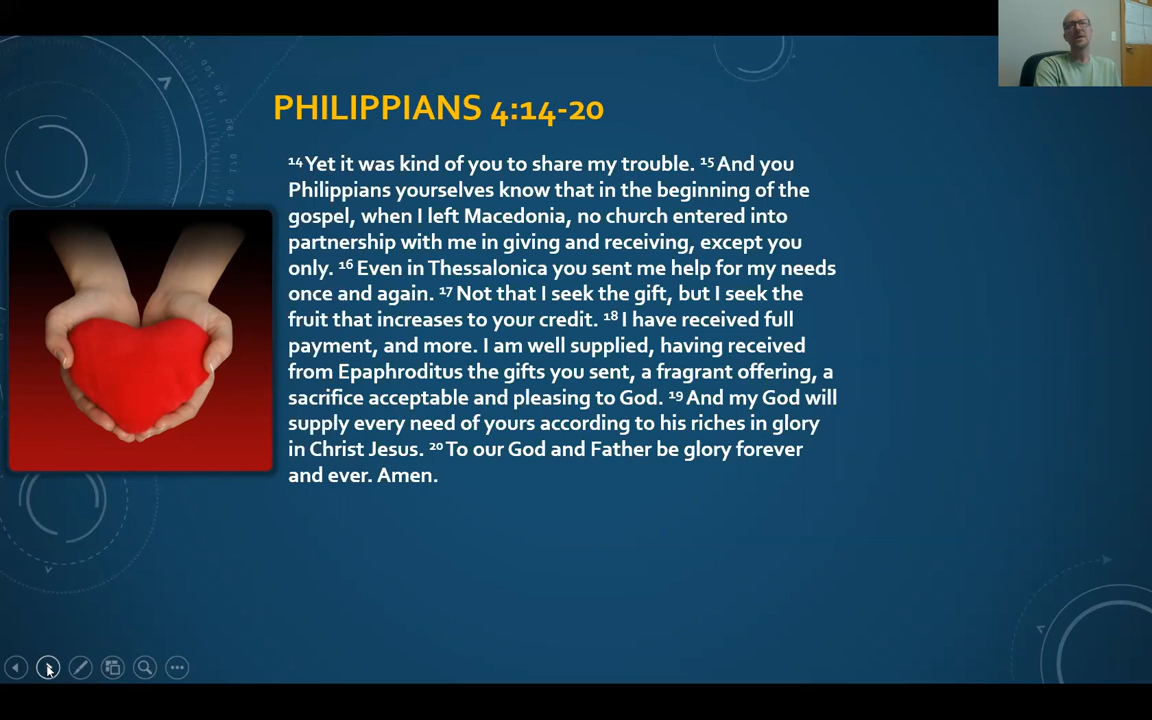 PHILIPPIANS 4:14-20
14 Yet it was kind of you to share my trouble. 15 And you
Philippians yourselves know that in the beginning of the
gospel, when I left Macedonia, no church entered into
partnership with me in giving and receiving, except you
only. 16 Even in Thessalonica you sent me help for my needs
once and again. 17 Not that I seek the gift, but I seek the
fruit that increases to your credit. 18 I have received full
payment, and more. I am well supplied, having received
from Epaphroditus the gifts you sent, a fragrant offering, a
sacrifice acceptable and pleasing to God. 19 And my God will
supply every need of yours according to his riches in glory
in Christ Jesus. 20 To our God and Father be glory forever
and ever. Amen.